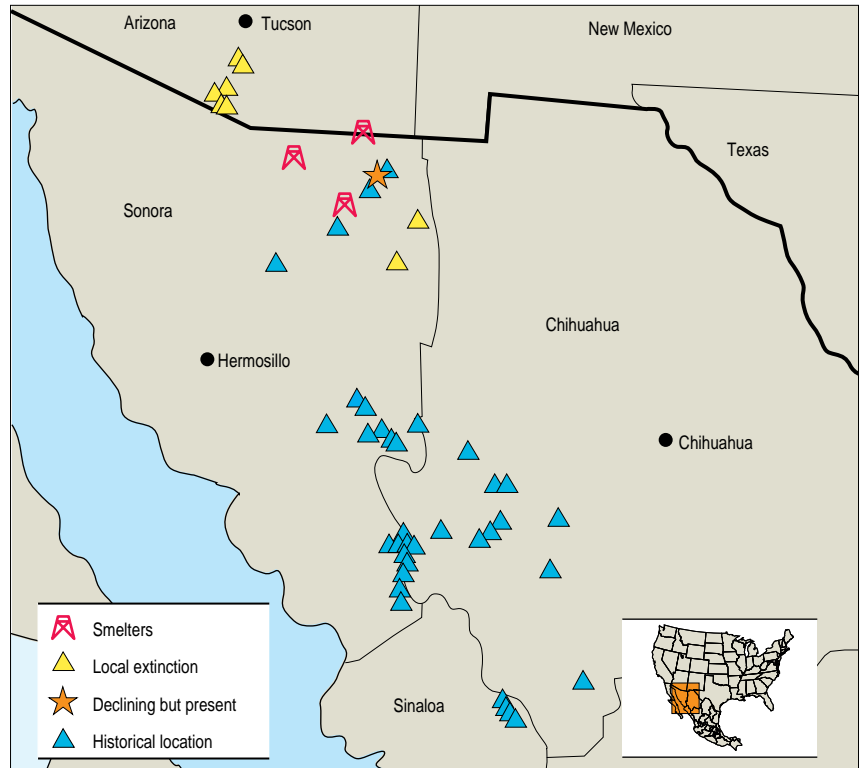 Arizona
Tucson
New Mexico
Texas
Sonora
Chihuahua
Hermosillo
Chihuahua
Sinaloa
Smelters
Local extinction
Declining but present
Historical location